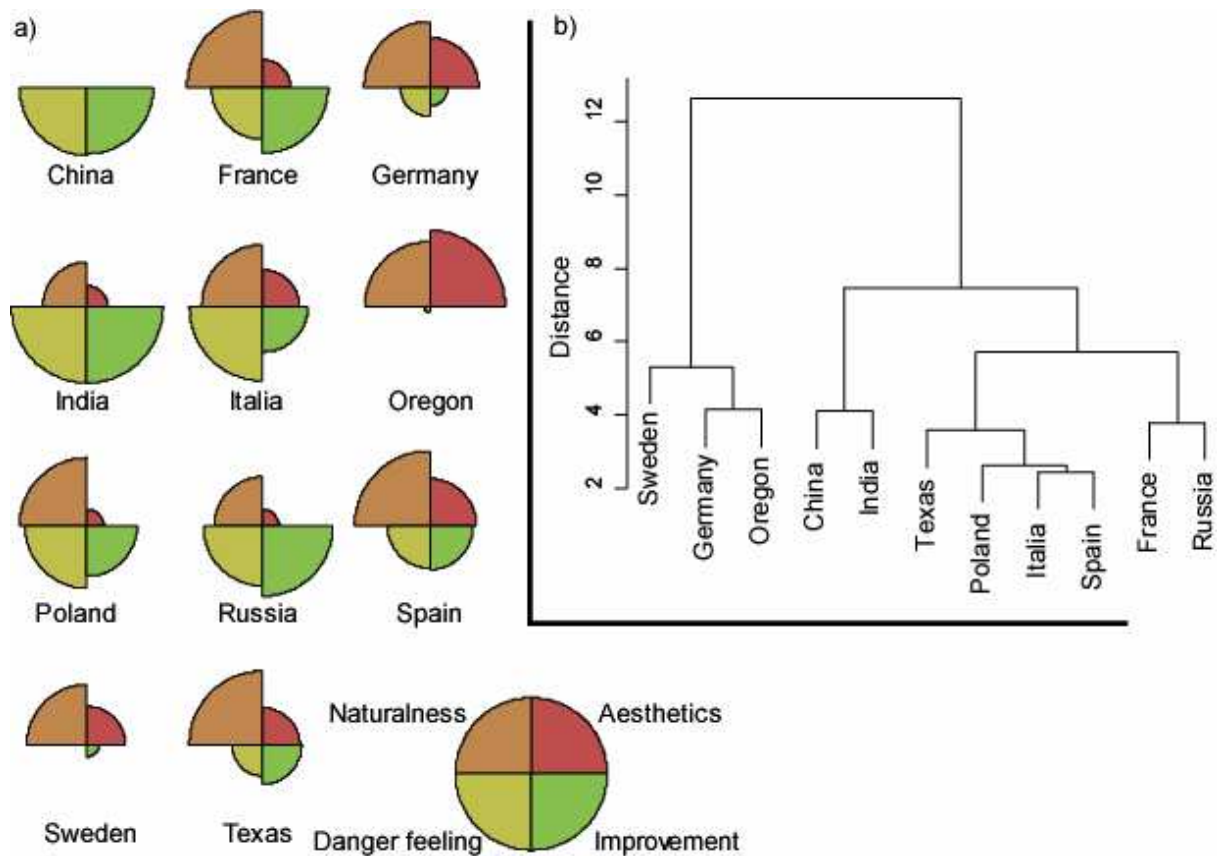 a)
China
France
Germany
India
Italia
Oregon
Poland
Russia
Spain
Sweden
Texas
Naturalness
Aesthetics
Danger feeling
Improvement
b)
Distance
12
10
8
6
4
2
Sweden
Germany
Oregon
China
India
Texas
Poland
Italia
Spain
France
Russia